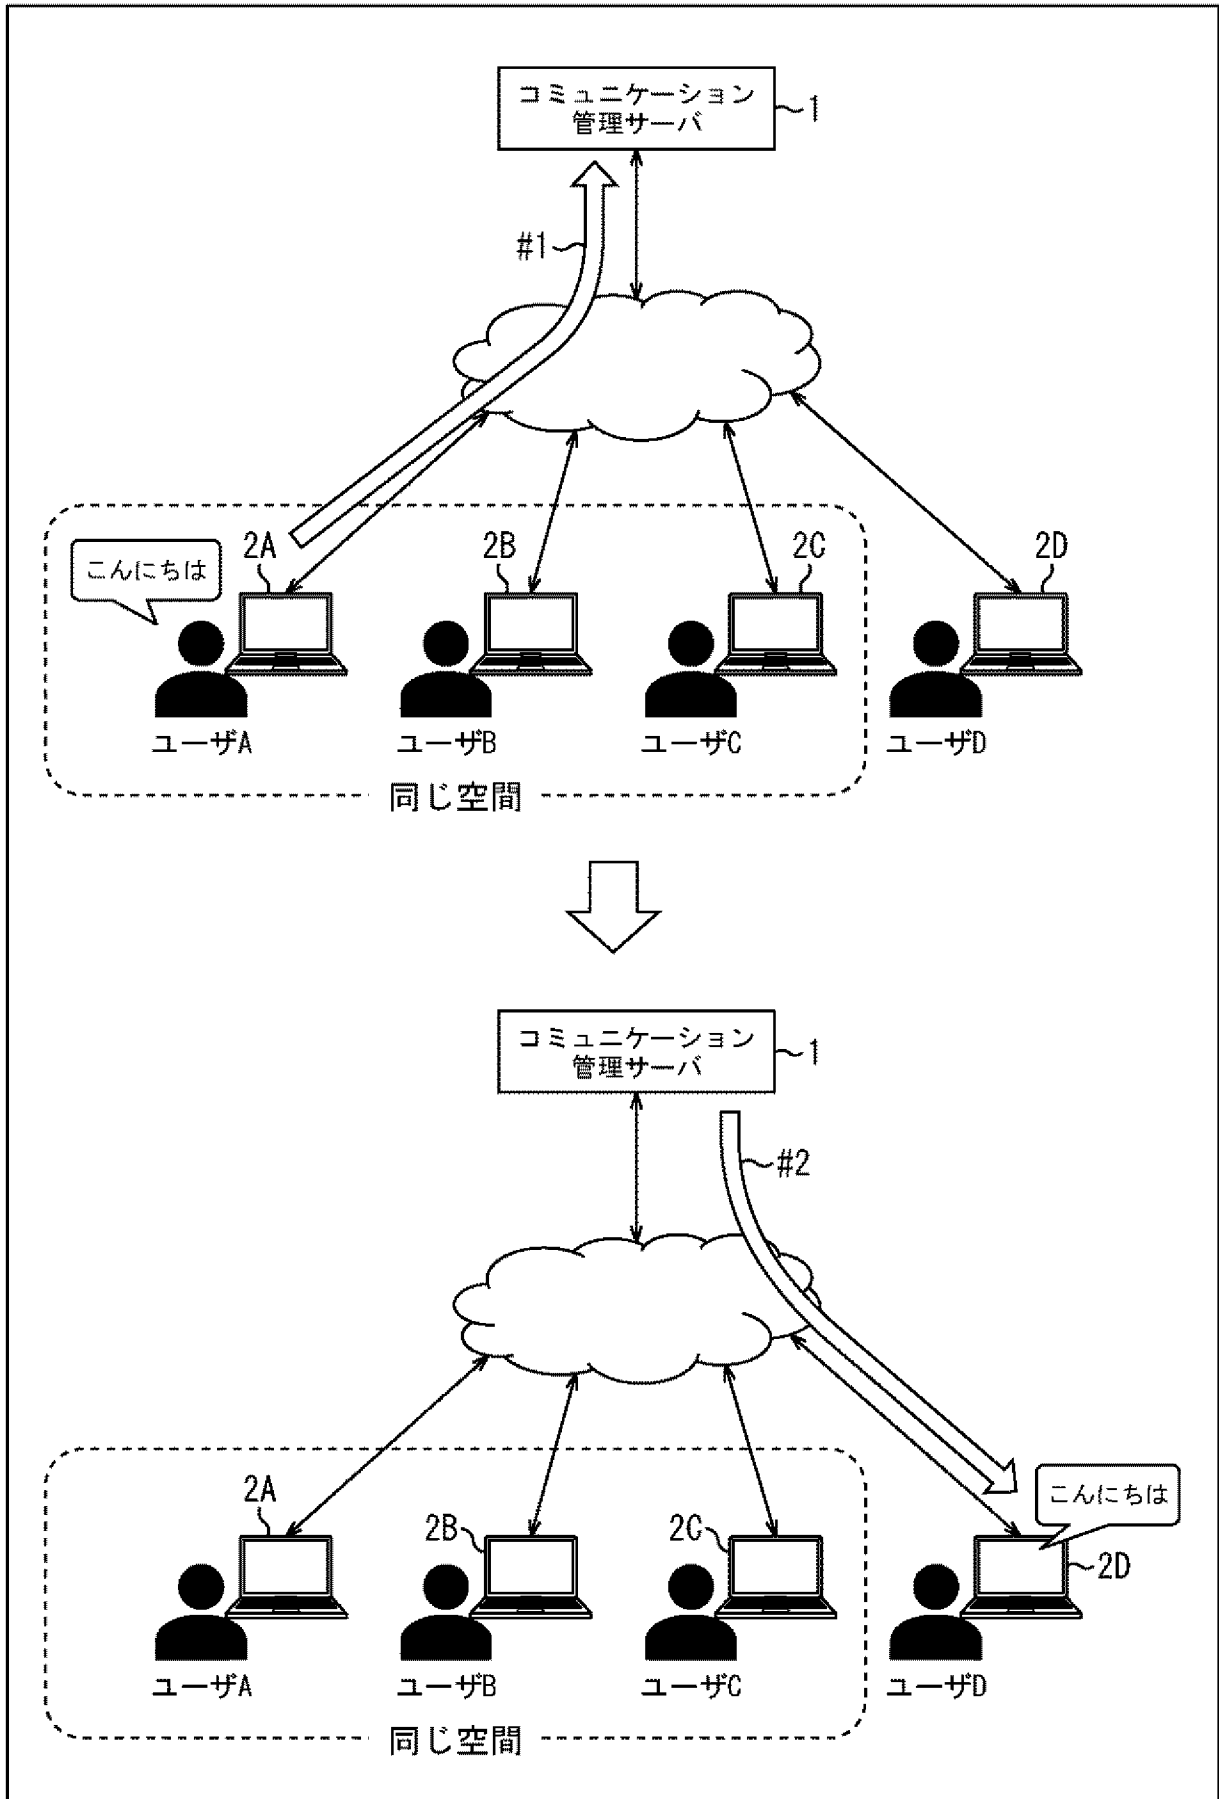 コミュニケーション
管理サーバ
1
#1
2A
2B
2C
2D
こんにちは
ユーザA
ユーザB
ユーザC
ユーザD
同じ空間
コミュニケーション
管理サーバ
1
#2
2A
2B
2C
こんにちは
2D
ユーザA
ユーザB
ユーザC
ユーザD
同じ空間